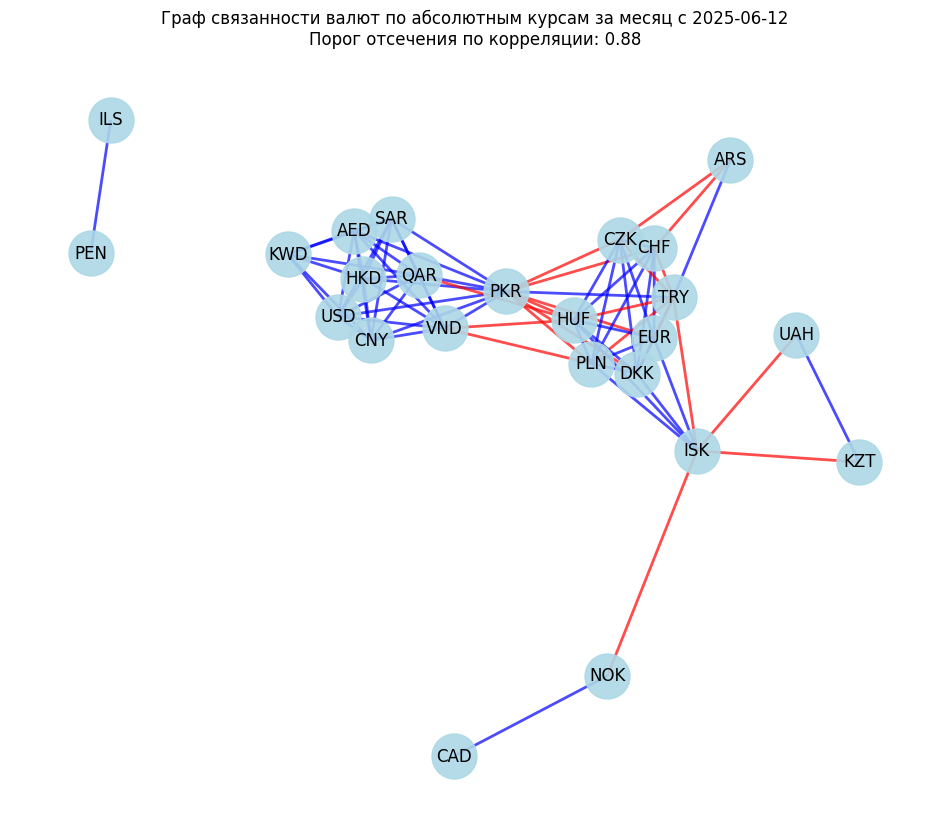 Граф связанности валют по абсолютным курсам за месяц с 2025-06-12
Порог отсечения по корреляции: 0.88
ILS
ARS
SAR
AED
CZK
CHF
PEN
KWD
HKD
QAR
PKR
TRY
USD
CNY
VND
HUF
EUR
UAH
PLN
DKK
ISK
KZT
NOK
CAD